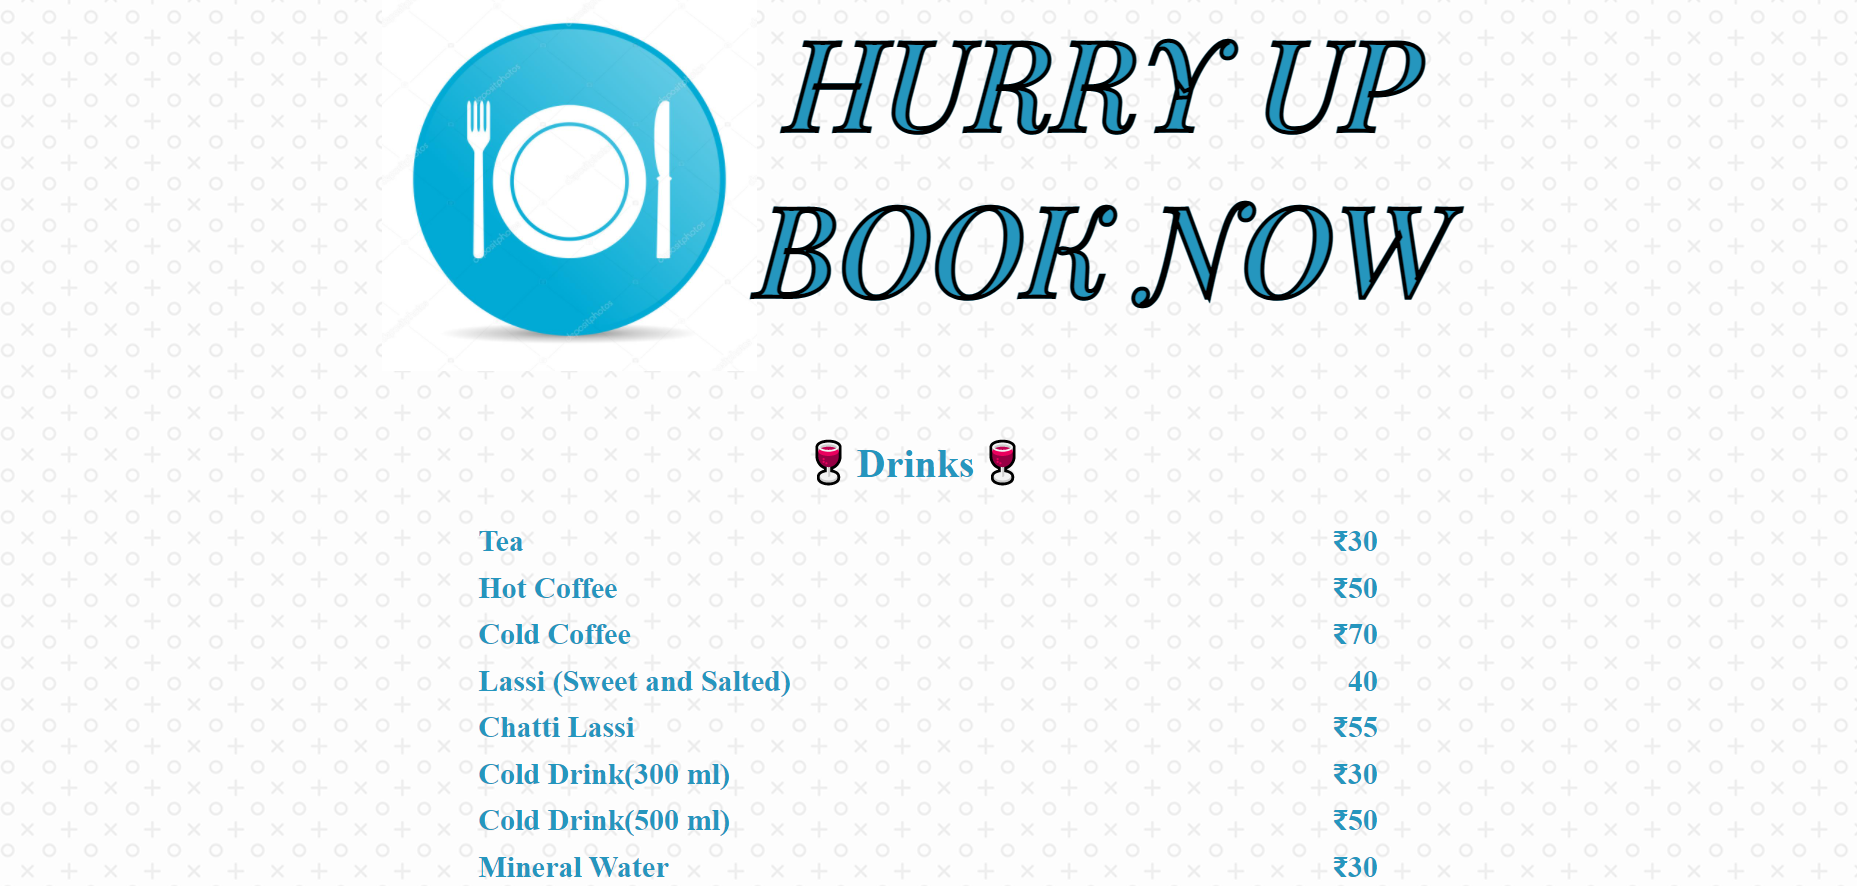 HURRY UP
BOOK NOW
🍷 Drinks 🍷
Tea ₹30
Hot Coffee ₹50
Cold Coffee ₹70
Lassi (Sweet and Salted) 40
Chatti Lassi ₹55
Cold Drink(300 ml) ₹30
Cold Drink(500 ml) ₹50
Mineral Water ₹30